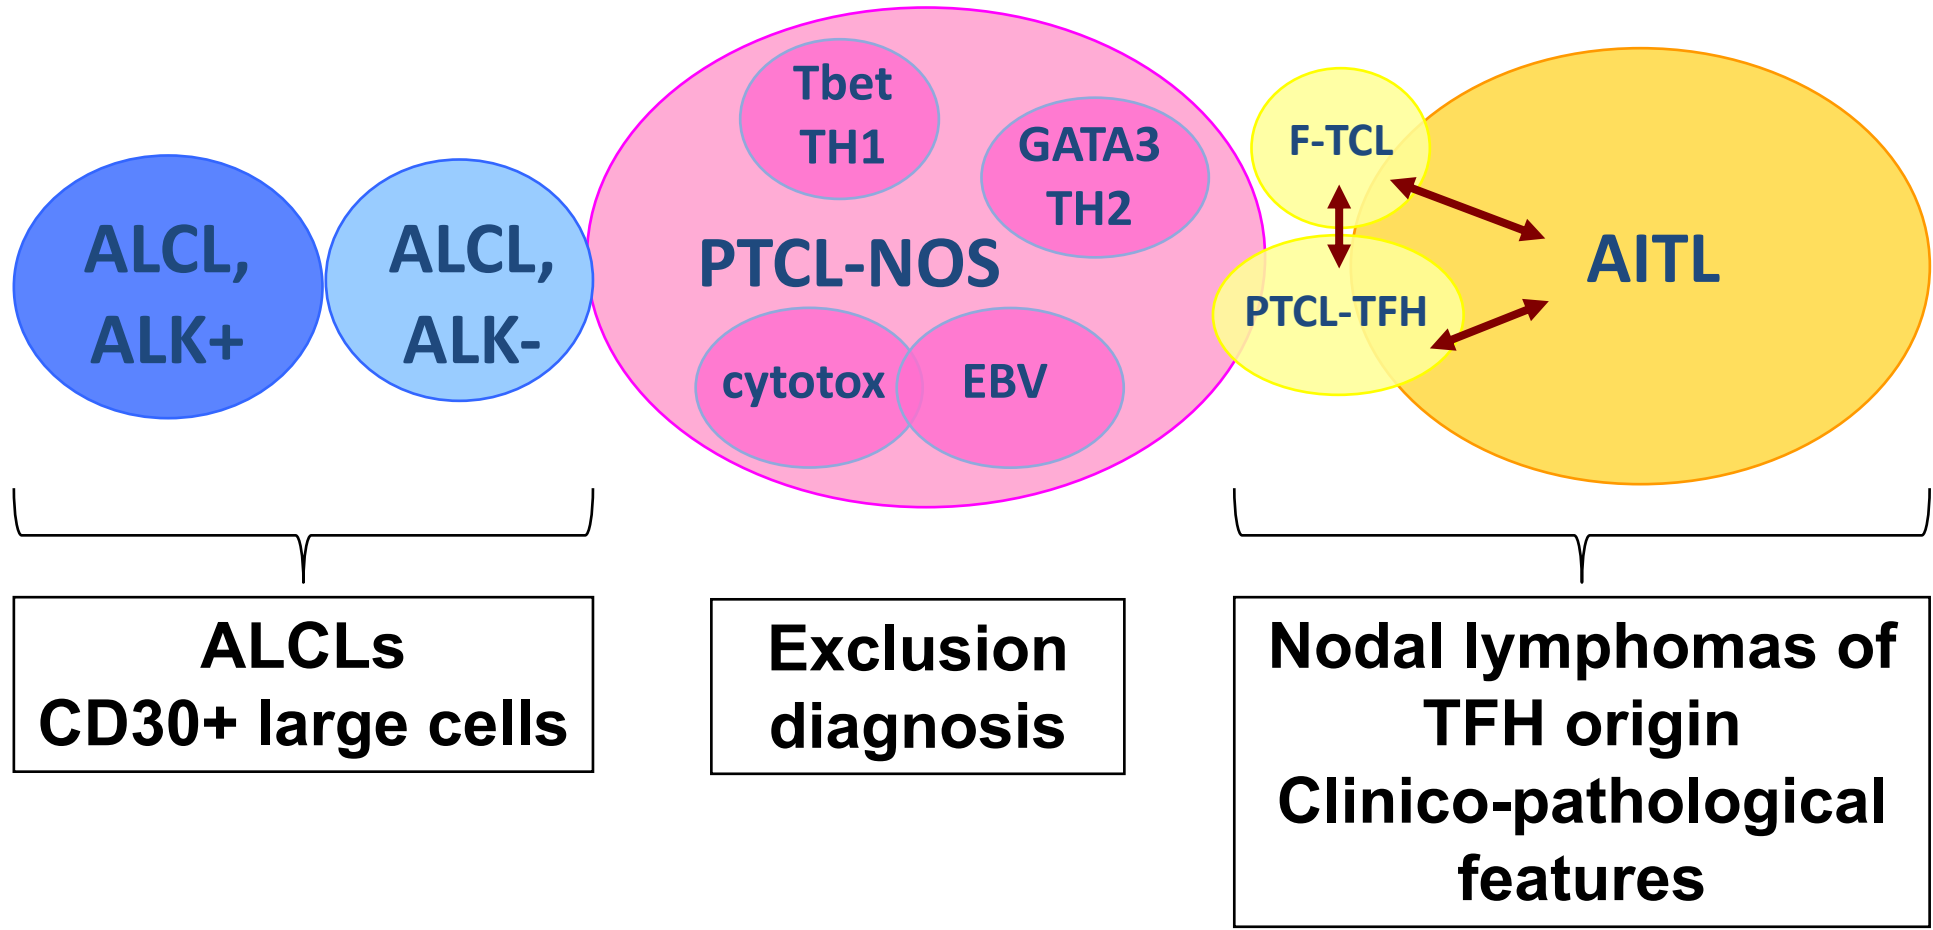 ALCL,
ALK+
ALCL,
ALK-
Tbet
TH1
GATA3
TH2
PTCL-NOS
cytotox
EBV
F-TCL
PTCL-TFH
AITL
ALCLs
CD30+ large cells
Exclusion
diagnosis
Nodal lymphomas of
TFH origin
Clinico-pathological
features